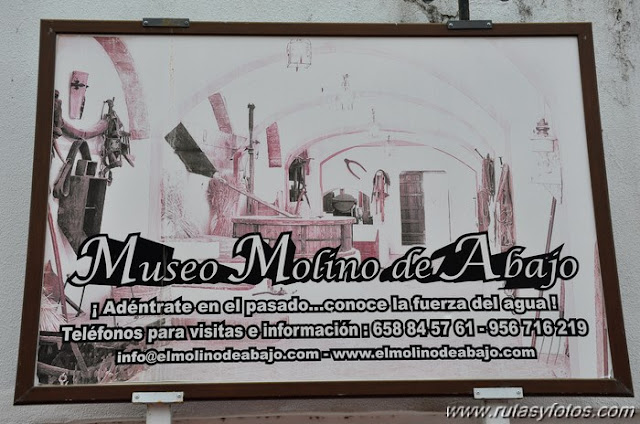 Museo Molino de Abajo
¡ Adéntrate en el pasado...conoce la fuerza del agua !
Teléfonos para visitas e información : 658 84 57 61 - 956 716 219
info@elmolinodeabajo.com - www.elmolinodeabajo.com
www.rutasyfotos.com